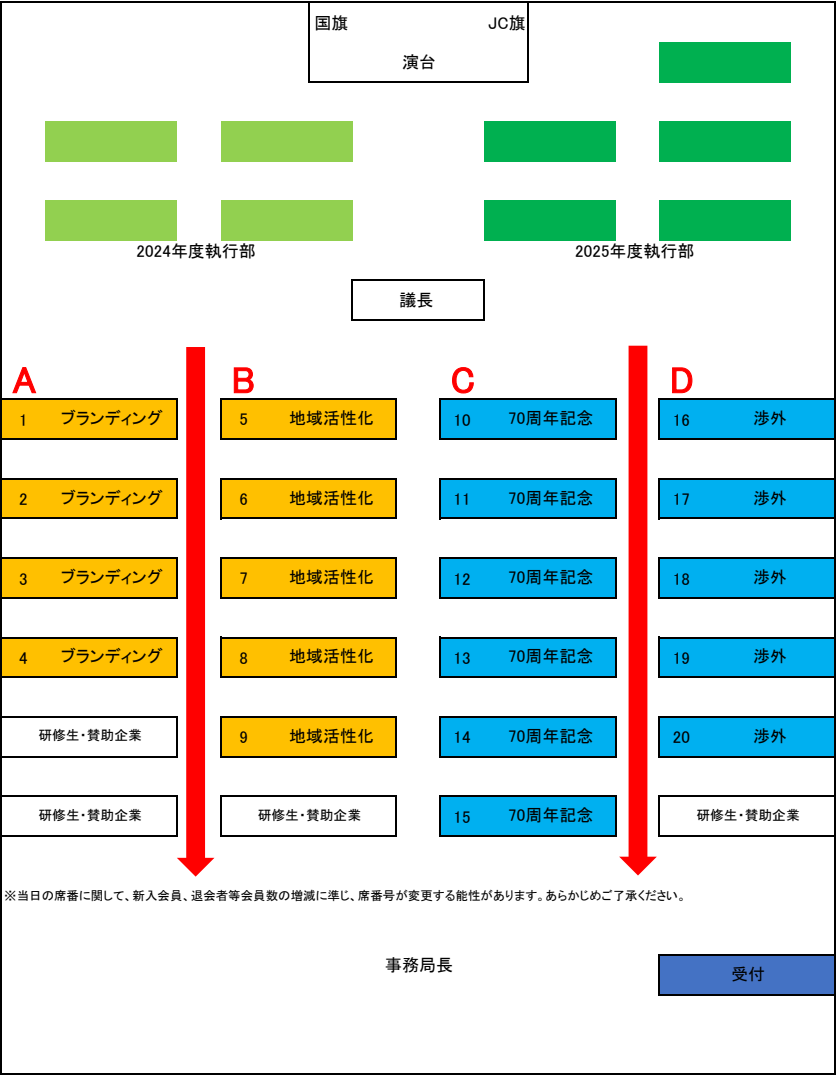 国旗 JC旗
演台
2024年度執行部 2025年度執行部
議長
A B C D
1 ブランディング 5 地域活性化 10 70周年記念 16 渉外
2 ブランディング 6 地域活性化 11 70周年記念 17 渉外
3 ブランディング 7 地域活性化 12 70周年記念 18 渉外
4 ブランディング 8 地域活性化 13 70周年記念 19 渉外
研修生・賛助企業 9 地域活性化 14 70周年記念 20 渉外
研修生・賛助企業 研修生・賛助企業 15 70周年記念 研修生・賛助企業
※当日の席番に関して、新入会員、退会者等会員数の増減に準じ、席番号が変更する能性があります。あらかじめご了承ください。
事務局長 受付